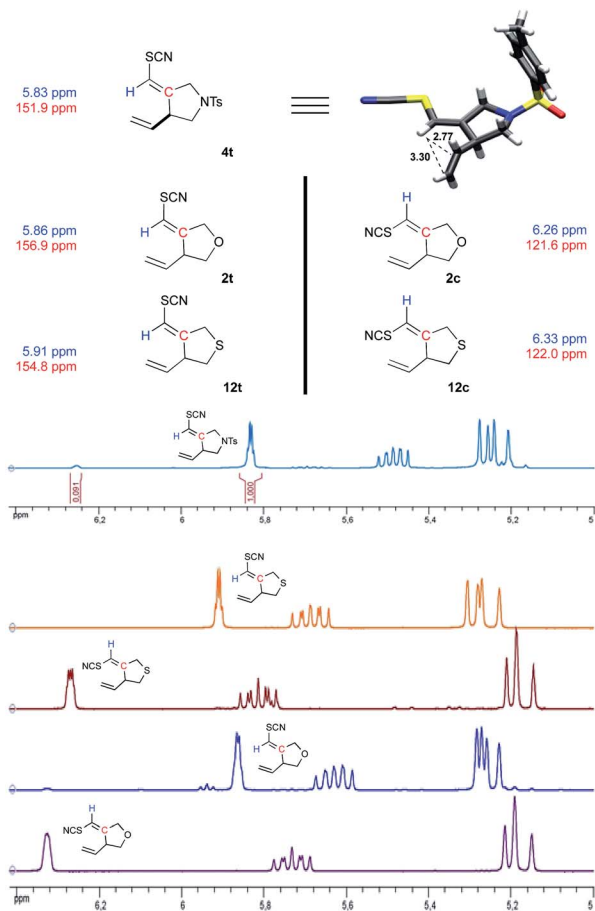 SCN
5.83 ppm
151.9 ppm
H
C
NTs
4t
2.77
3.30
SCN
5.86 ppm
156.9 ppm
H
C
O
2t
H
NCS
C
O
2c
6.26 ppm
121.6 ppm
SCN
5.91 ppm
154.8 ppm
H
C
S
12t
H
NCS
C
S
12c
6.33 ppm
122.0 ppm
SCN
H
C
NTs
0.091
1.000
ppm 6,2 6 5,8 5,6 5,4 5,2 5
SCN
H
C
S
H
NCS
C
S
SCN
H
C
O
H
NCS
C
O
ppm 6,2 6 5,8 5,6 5,4 5,2 5